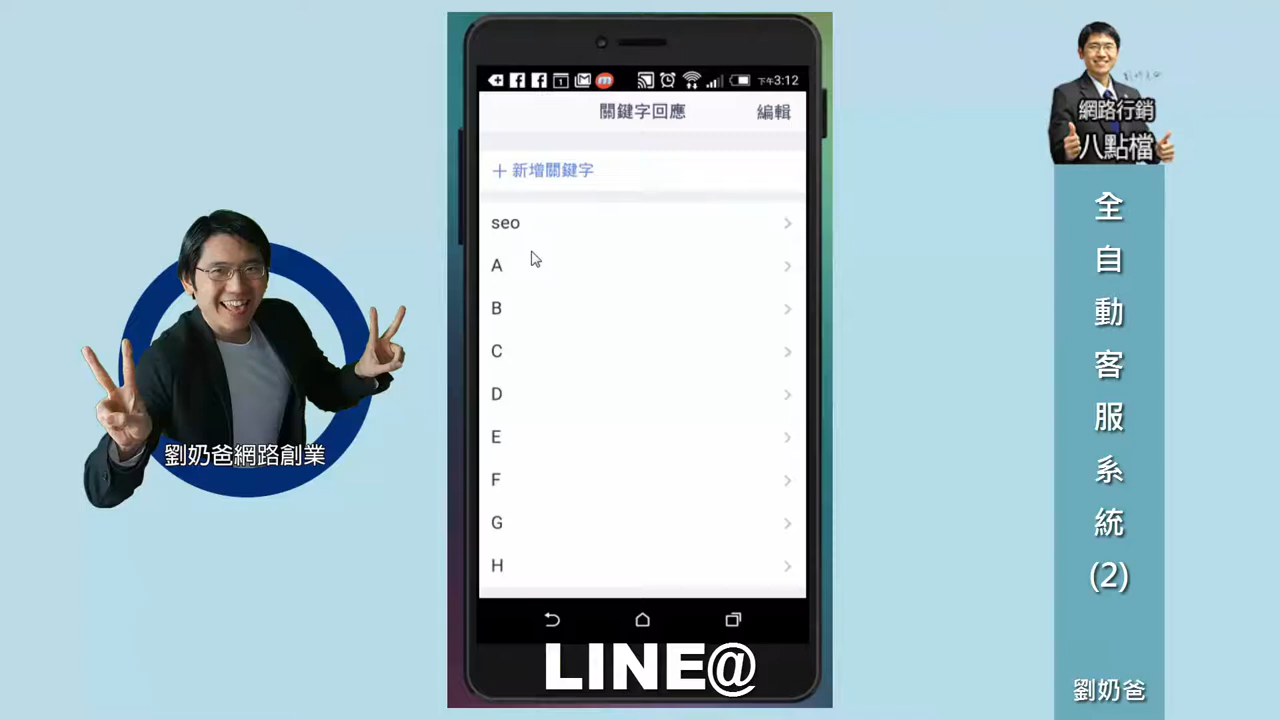 劉奶爸網路創業
下午3:12
關鍵字回應
編輯
+ 新增關鍵字
seo
A
B
C
D
E
F
G
H
LINE@
網路行銷
八點檔
全自動客服系統(2)
劉奶爸